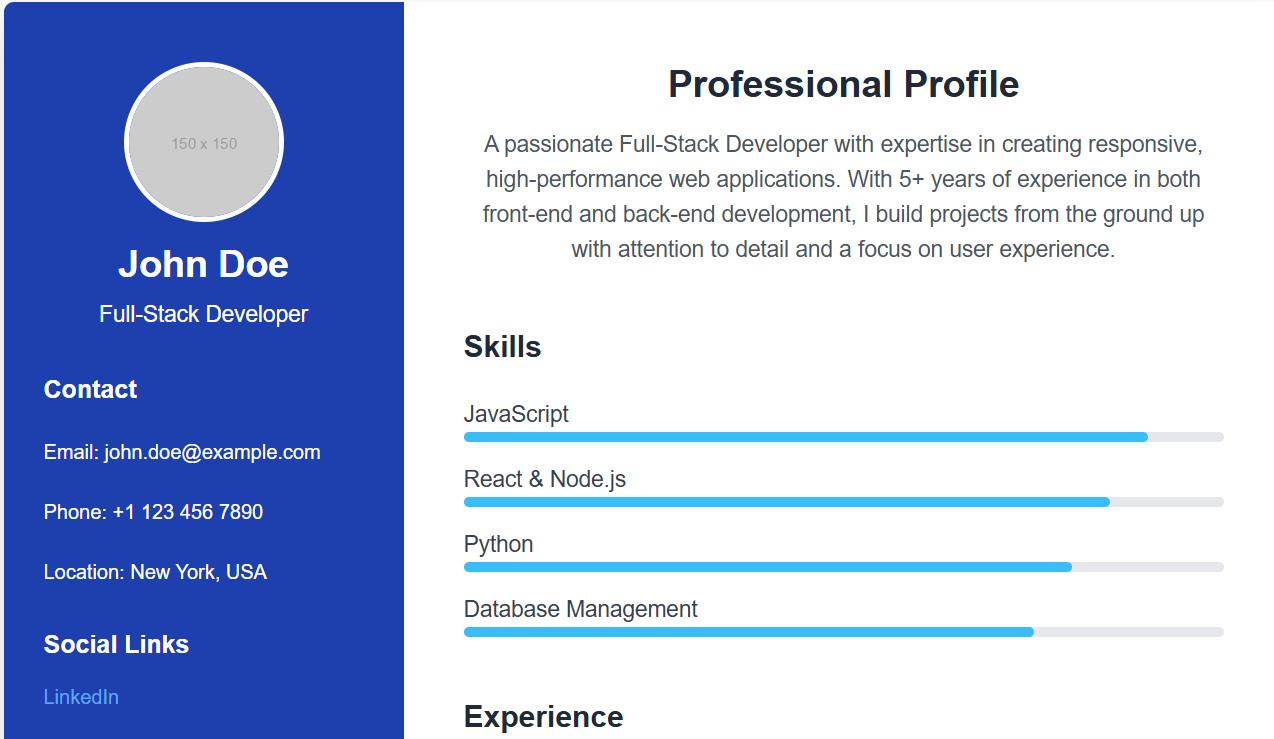 150 x 150
John Doe
Full-Stack Developer
Contact
Email: john.doe@example.com
Phone: +1 123 456 7890
Location: New York, USA
Social Links
LinkedIn
Professional Profile
A passionate Full-Stack Developer with expertise in creating responsive,
high-performance web applications. With 5+ years of experience in both
front-end and back-end development, I build projects from the ground up
with attention to detail and a focus on user experience.
Skills
JavaScript
React & Node.js
Python
Database Management
Experience